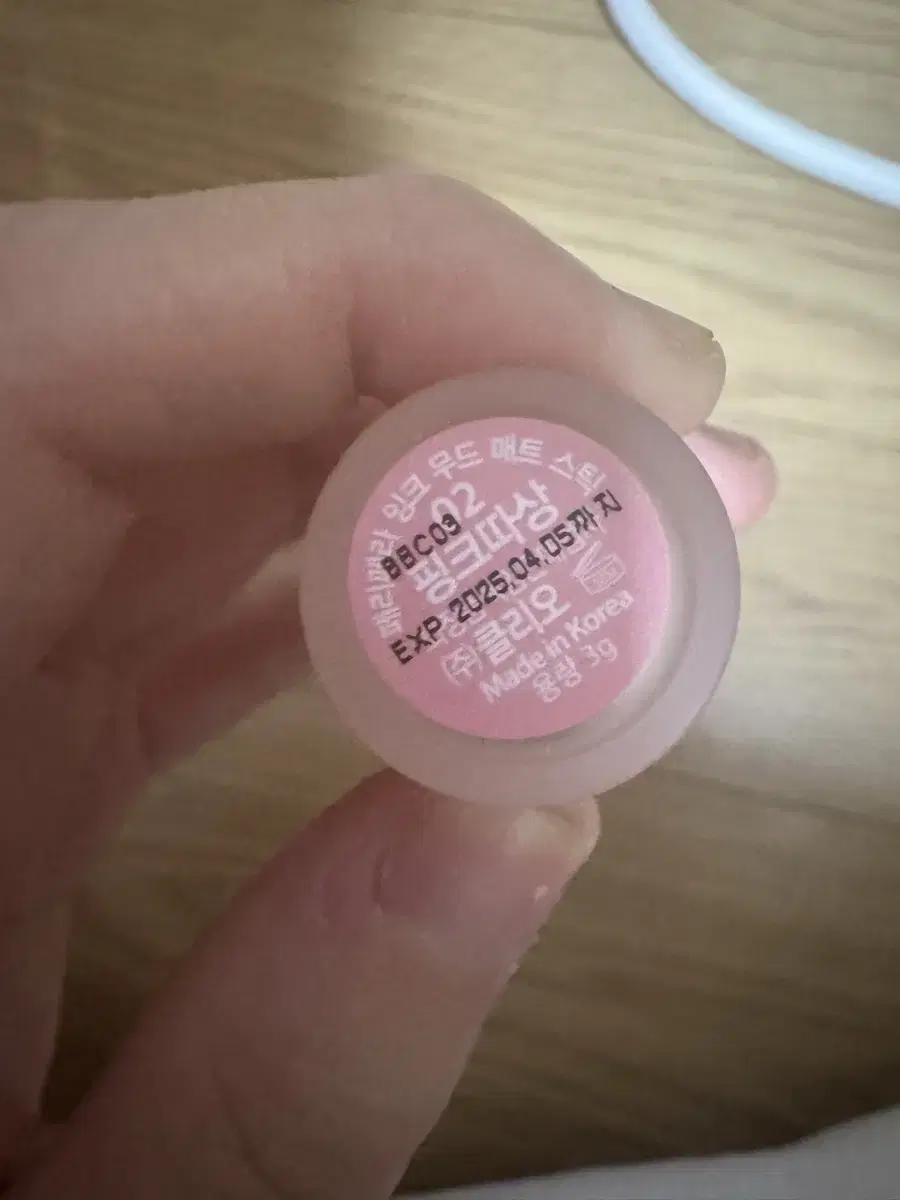 페리페라 잉크 무드 매트 스틱
02
BBC03
핑크따상
EXP 2025.04.05까지
(주)클리오
Made in Korea
용량 3g